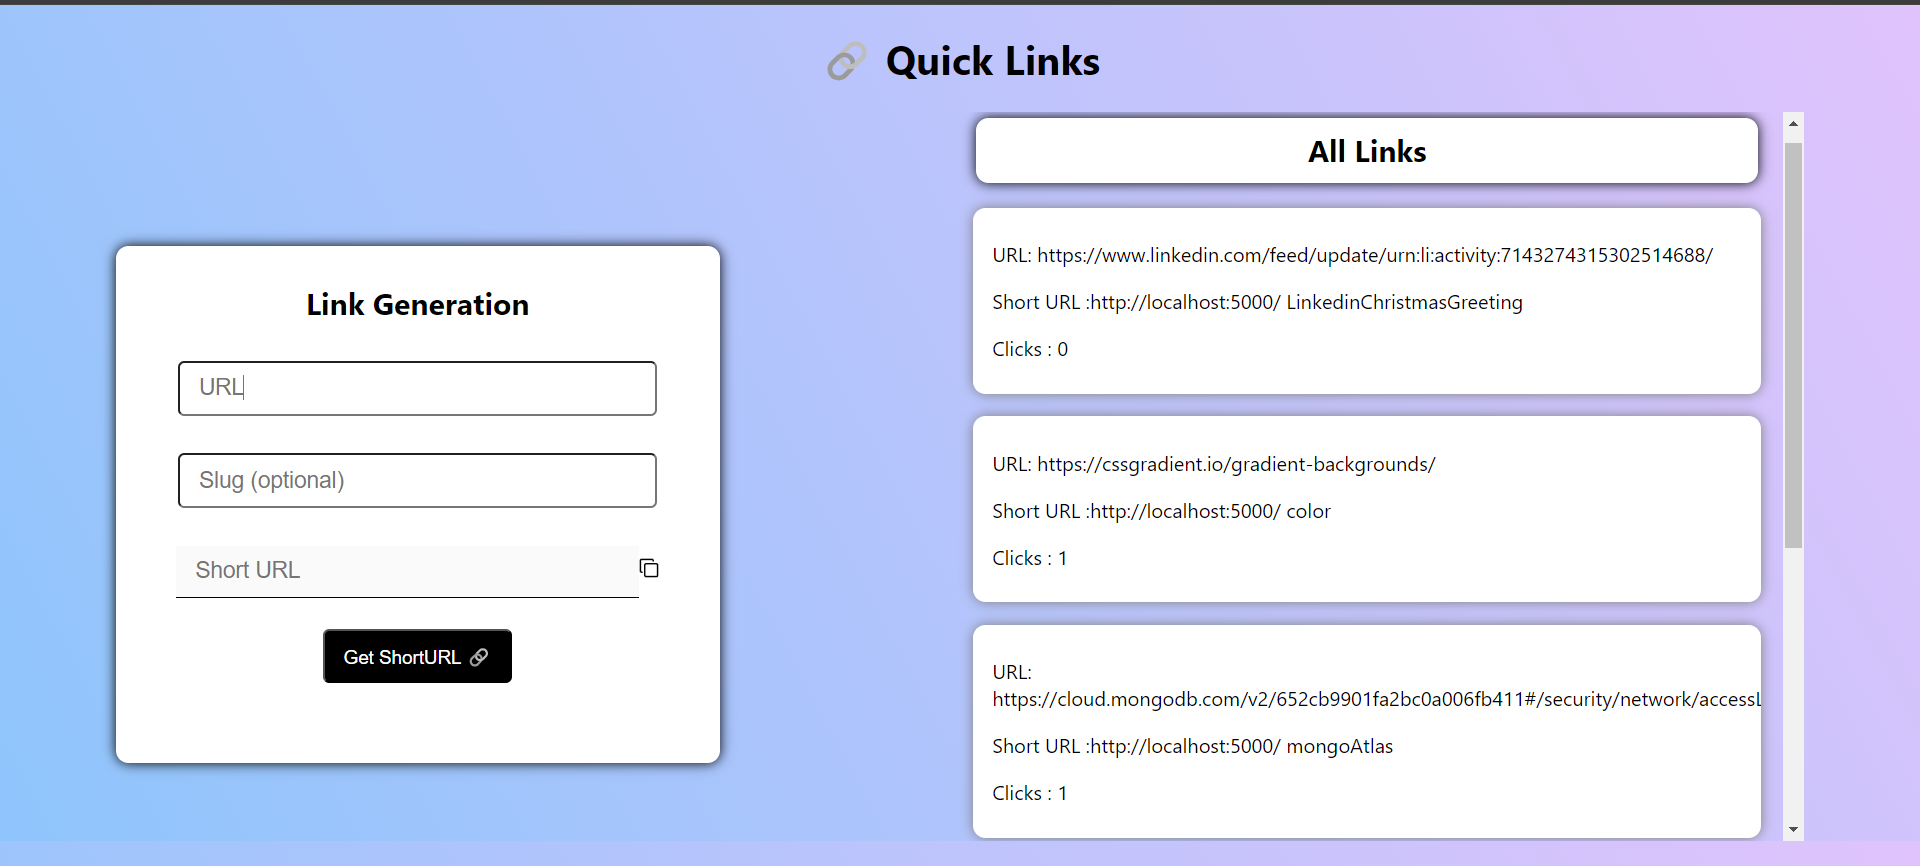 Quick Links
Link Generation
URL
Slug (optional)
Short URL
Get ShortURL
All Links
URL: https://www.linkedin.com/feed/update/urn:li:activity:7143274315302514688/
Short URL :http://localhost:5000/ LinkedinChristmasGreeting
Clicks : 0
URL: https://cssgradient.io/gradient-backgrounds/
Short URL :http://localhost:5000/ color
Clicks : 1
URL:
https://cloud.mongodb.com/v2/652cb9901fa2bc0a006fb411#/security/network/accessL
Short URL :http://localhost:5000/ mongoAtlas
Clicks : 1